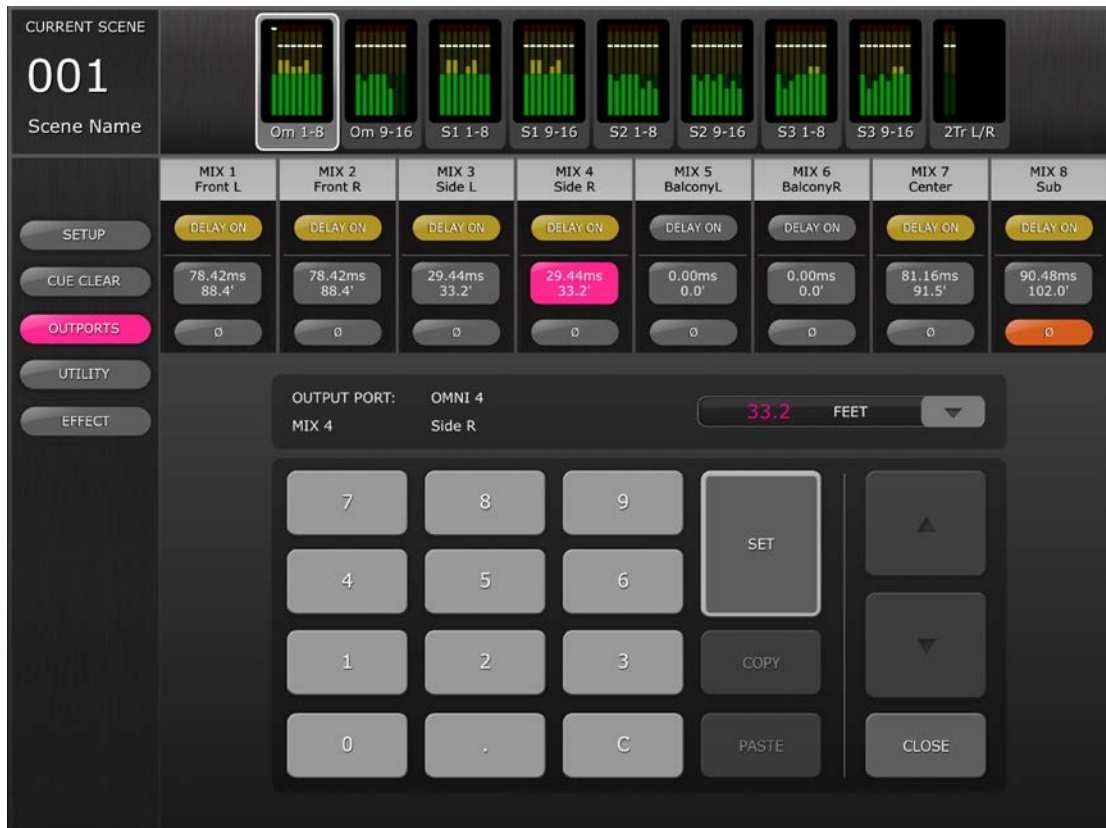 CURRENT SCENE
001
Scene Name
Om 1-8 Om 9-16 S1 1-8 S1 9-16 S2 1-8 S2 9-16 S3 1-8 S3 9-16 2Tr L/R
MIX 1 MIX 2 MIX 3 MIX 4 MIX 5 MIX 6 MIX 7 MIX 8
Front L Front R Side L Side R BalconyL BalconyR Center Sub
SETUP
CUE CLEAR
OUTPORTS
UTILITY
EFFECT
DELAY ON DELAY ON DELAY ON DELAY ON DELAY ON DELAY ON DELAY ON DELAY ON
78.42ms 78.42ms 29.44ms 29.44ms 0.00ms 0.00ms 81.16ms 90.48ms
88.4' 88.4' 33.2' 33.2' 0.0' 0.0' 91.5' 102.0'
Ø Ø Ø Ø Ø Ø Ø Ø
OUTPUT PORT: OMNI 4
MIX 4 Side R
33.2 FEET
7 8 9
SET
4 5 6
1 2 3 COPY
0 . C PASTE CLOSE